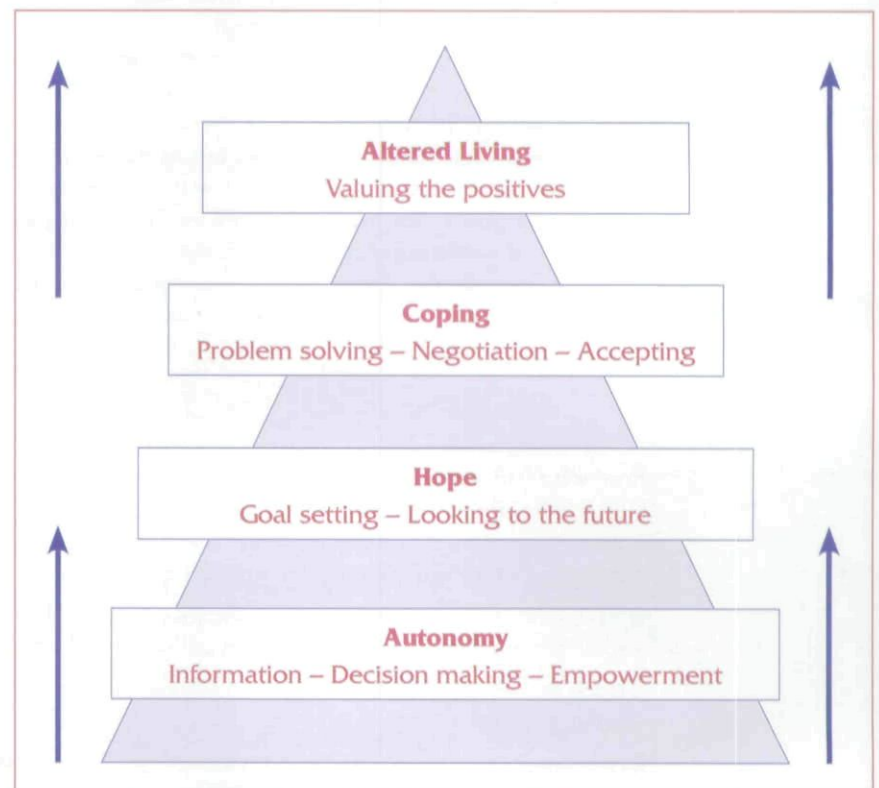 Altered Living
Valuing the positives
Coping
Problem solving – Negotiation – Accepting
Hope
Goal setting – Looking to the future
Autonomy
Information – Decision making – Empowerment